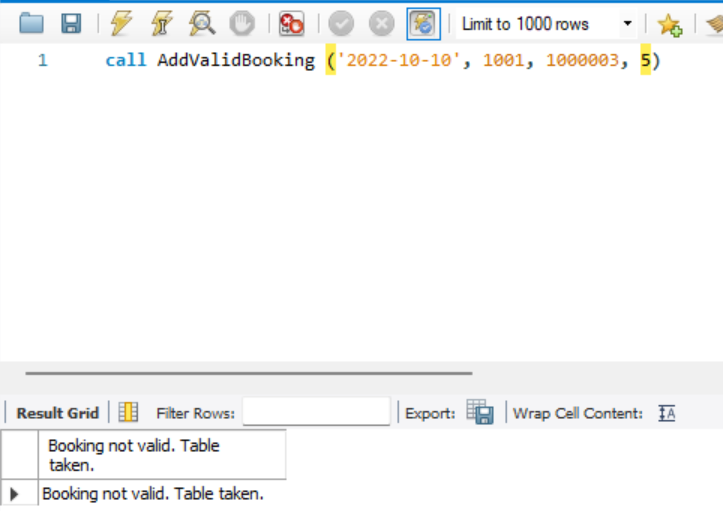 Limit to 1000 rows
1 call AddValidBooking ('2022-10-10', 1001, 1000003, 5)
Result Grid Filter Rows: Export: Wrap Cell Content:
Booking not valid. Table
taken.
Booking not valid. Table taken.